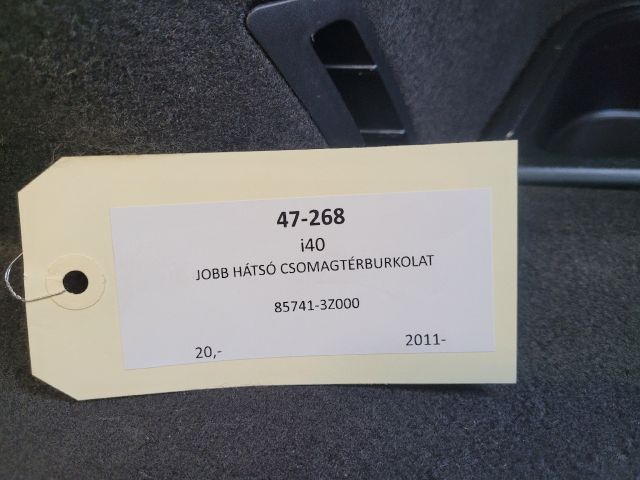 47-268
i40
JOBB HÁTSÓ CSOMAGTÉRBURKOLAT
85741-3Z000
20,- 2011-